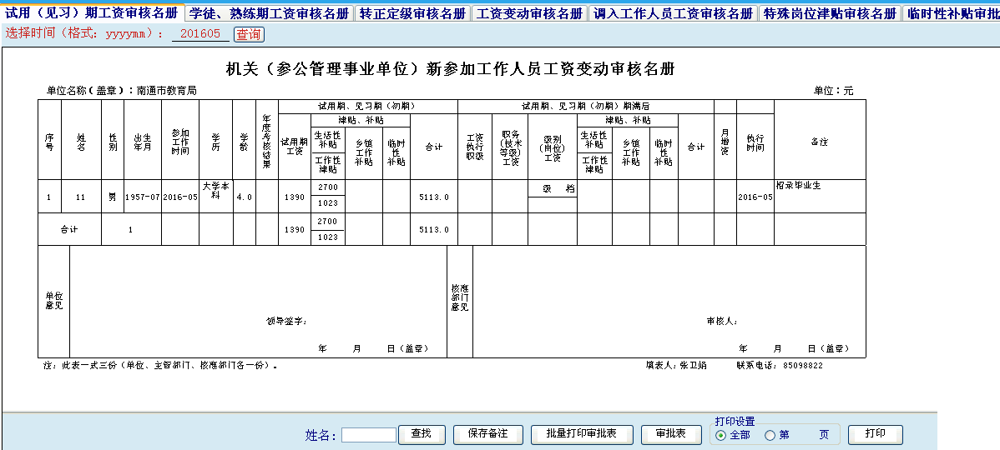 试用（见习）期工资审核名册 学徒、熟练期工资审核名册 转正定级审核名册 工资变动审核名册 调入工作人员工资审核名册 特殊岗位津贴审核名册 临时性补贴审批
选择时间（格式：yyyymm）： 201605 查询
机关（参公管理事业单位）新参加工作人员工资变动审核名册
单位名称(盖章)：南通市教育局 单位：元
序号 姓名 性别 出生年月 参加工作时间 学历 学龄 年度考核结果 试用期、见习期（初期） 试用期、见习期（初期）期满后 月增资 执行时间 备注
试用期工资 津贴、补贴 合计 工资执行职级 职务(技术等级)工资 级别(岗位)工资 津贴、补贴 合计
生活性补贴 乡镇工作补贴 临时性补贴 生活性补贴 乡镇工作补贴 临时性补贴
工作性津贴 工作性津贴
1 11 男 1957-07 2016-05 大学本科 4.0 1390 2700 5113.0 级 档 2016-05 招录毕业生
1023
合计 1 1390 2700 5113.0
1023
单位意见 核准部门意见
领导签字： 审核人：
年 月 日（盖章） 年 月 日（盖章）
注：此表一式三份（单位、主管部门、核准部门各一份）。 填表人：张卫娟 联系电话：85098822
姓名： 查找 保存备注 批量打印审批表 审批表 打印设置 全部 第 页 打印